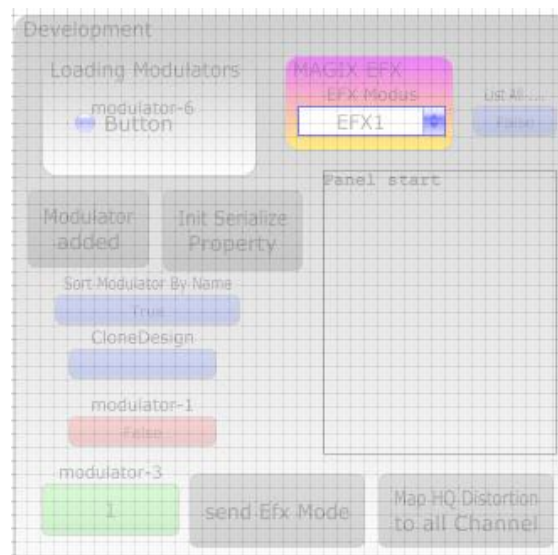 Development
Loading Modulators
MAGIX EFX
EFX Modus
List All ...
modulator-6
Button
EFX1
False
Panel start
Modulator
added
Init Serialize
Property
Sort Modulator By Name
True
CloneDesign
modulator-1
False
modulator-3
1
send Efx Mode
Map HQ Distortion
to all Channel